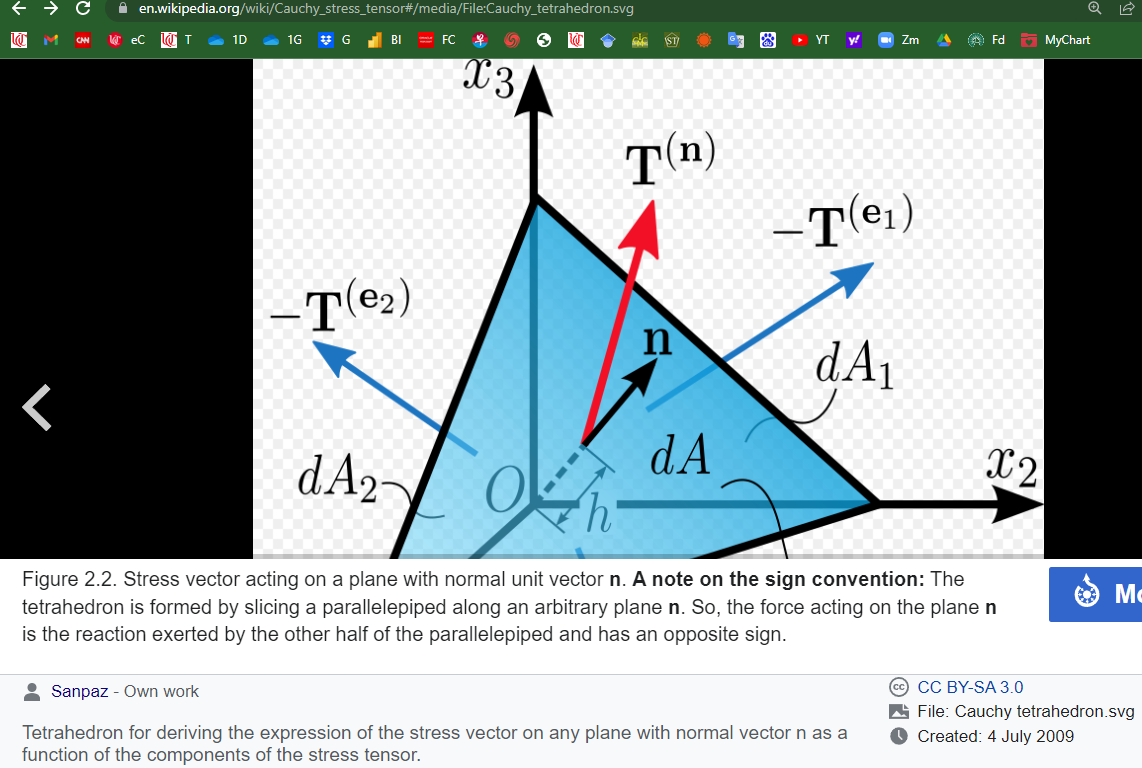 en.wikipedia.org/wiki/Cauchy_stress_tensor#/media/File:Cauchy_tetrahedron.svg
CNN eC T 1D 1G G BI FC YT y! Zm Fd MyChart
x3
T(n)
−T(e1)
−T(e2)
n
dA1
dA
dA2
O
h
x2
Figure 2.2. Stress vector acting on a plane with normal unit vector n. A note on the sign convention: The
tetrahedron is formed by slicing a parallelepiped along an arbitrary plane n. So, the force acting on the plane n
is the reaction exerted by the other half of the parallelepiped and has an opposite sign.
Mo
Sanpaz - Own work
cc CC BY-SA 3.0
File: Cauchy tetrahedron.svg
Created: 4 July 2009
Tetrahedron for deriving the expression of the stress vector on any plane with normal vector n as a
function of the components of the stress tensor.